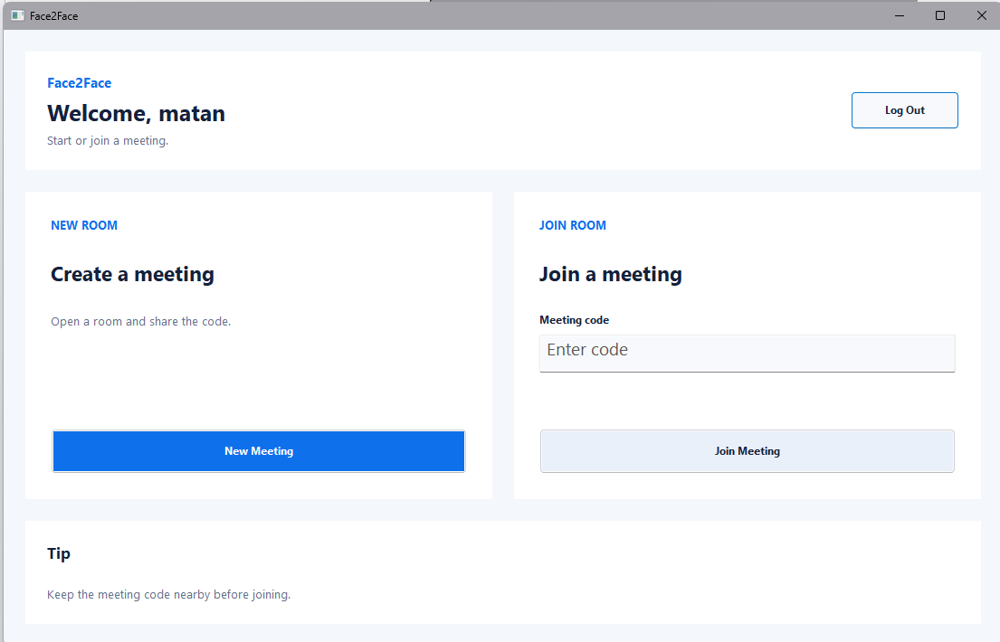 Face2Face
Face2Face
Welcome, matan
Start or join a meeting.
Log Out
NEW ROOM
Create a meeting
Open a room and share the code.
New Meeting
JOIN ROOM
Join a meeting
Meeting code
Enter code
Join Meeting
Tip
Keep the meeting code nearby before joining.